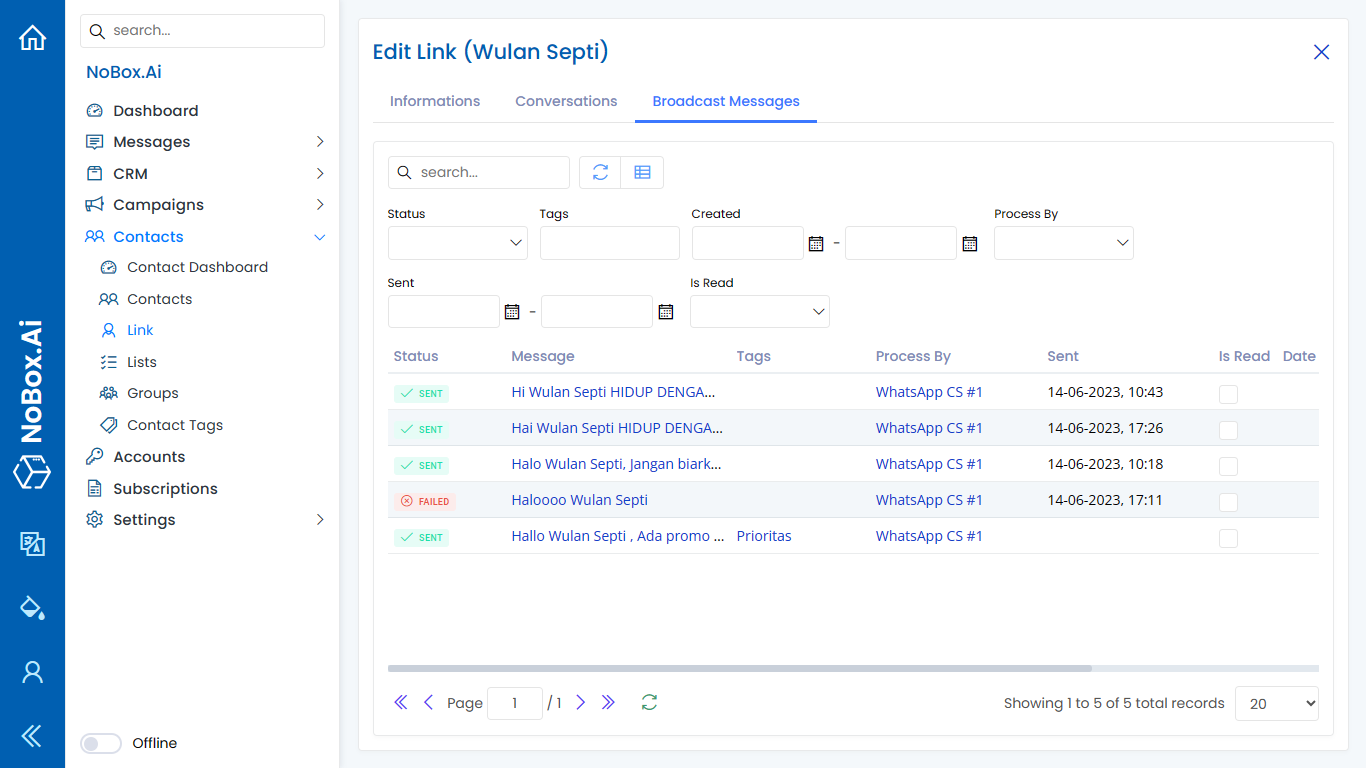 search...
NoBox.Ai
Dashboard
Messages
CRM
Campaigns
Contacts
Contact Dashboard
Contacts
Link
Lists
Groups
Contact Tags
Accounts
Subscriptions
Settings
Offline
NoBox.Ai
Edit Link (Wulan Septi)
Informations Conversations Broadcast Messages
search...
Status Tags Created Process By
-
Sent Is Read
-
Status Message Tags Process By Sent Is Read Date
SENT Hi Wulan Septi HIDUP DENGA... WhatsApp CS #1 14-06-2023, 10:43
SENT Hai Wulan Septi HIDUP DENGA... WhatsApp CS #1 14-06-2023, 17:26
SENT Halo Wulan Septi, Jangan biark... WhatsApp CS #1 14-06-2023, 10:18
FAILED Haloooo Wulan Septi WhatsApp CS #1 14-06-2023, 17:11
SENT Hallo Wulan Septi , Ada promo ... Prioritas WhatsApp CS #1
Page 1 / 1 Showing 1 to 5 of 5 total records 20